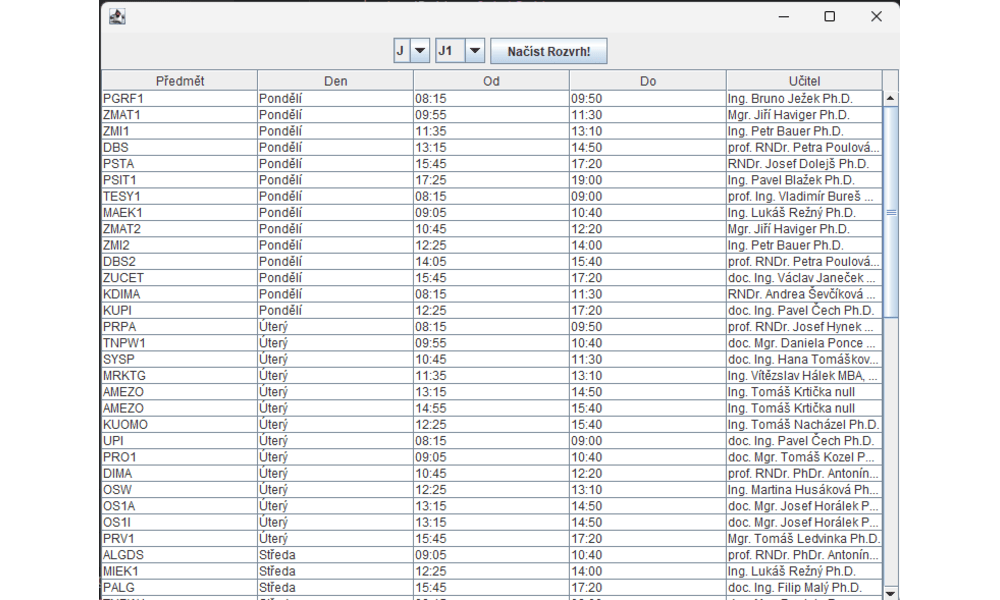 J J1 Načíst Rozvrh!
Předmět Den Od Do Učitel
PGRF1 Pondělí 08:15 09:50 Ing. Bruno Ježek Ph.D.
ZMAT1 Pondělí 09:55 11:30 Mgr. Jiří Haviger Ph.D.
ZMI1 Pondělí 11:35 13:10 Ing. Petr Bauer Ph.D.
DBS Pondělí 13:15 14:50 prof. RNDr. Petra Poulová...
PSTA Pondělí 15:45 17:20 RNDr. Josef Dolejš Ph.D.
PSIT1 Pondělí 17:25 19:00 Ing. Pavel Blažek Ph.D.
TESY1 Pondělí 08:15 09:00 prof. Ing. Vladimír Bureš ...
MAEK1 Pondělí 09:05 10:40 Ing. Lukáš Režný Ph.D.
ZMAT2 Pondělí 10:45 12:20 Mgr. Jiří Haviger Ph.D.
ZMI2 Pondělí 12:25 14:00 Ing. Petr Bauer Ph.D.
DBS2 Pondělí 14:05 15:40 prof. RNDr. Petra Poulová...
ZUCET Pondělí 15:45 17:20 doc. Ing. Václav Janeček ...
KDIMA Pondělí 08:15 11:30 RNDr. Andrea Ševčíková ...
KUPI Pondělí 12:25 17:20 doc. Ing. Pavel Čech Ph.D.
PRPA Úterý 08:15 09:50 prof. RNDr. Josef Hynek ...
TNPW1 Úterý 09:55 10:40 doc. Mgr. Daniela Ponce ...
SYSP Úterý 10:45 11:30 doc. Ing. Hana Tomáškov...
MRKTG Úterý 11:35 13:10 Ing. Vítězslav Hálek MBA, ...
AMEZO Úterý 13:15 14:50 Ing. Tomáš Krtička null
AMEZO Úterý 14:55 15:40 Ing. Tomáš Krtička null
KUOMO Úterý 12:25 15:40 Ing. Tomáš Nacházel Ph.D.
UPI Úterý 08:15 09:00 doc. Ing. Pavel Čech Ph.D.
PRO1 Úterý 09:05 10:40 doc. Mgr. Tomáš Kozel P...
DIMA Úterý 10:45 12:20 prof. RNDr. PhDr. Antonín...
OSW Úterý 12:25 13:10 Ing. Martina Husáková Ph...
OS1A Úterý 13:15 14:50 doc. Mgr. Josef Horálek P...
OS1I Úterý 13:15 14:50 doc. Mgr. Josef Horálek P...
PRV1 Úterý 15:45 17:20 Mgr. Tomáš Ledvinka Ph.D.
ALGDS Středa 09:05 10:40 prof. RNDr. PhDr. Antonín...
MIEK1 Středa 12:25 14:00 Ing. Lukáš Režný Ph.D.
PALG Středa 15:45 17:20 doc. Ing. Filip Malý Ph.D.